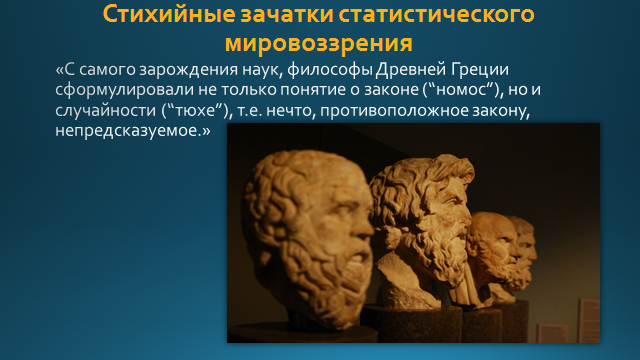 Стихийные зачатки статистического
мировоззрения
«С самого зарождения наук, философы Древней Греции
сформулировали не только понятие о законе (“номос”), но и
случайности (“тюхе”), т.е. нечто, противоположное закону,
непредсказуемое.»